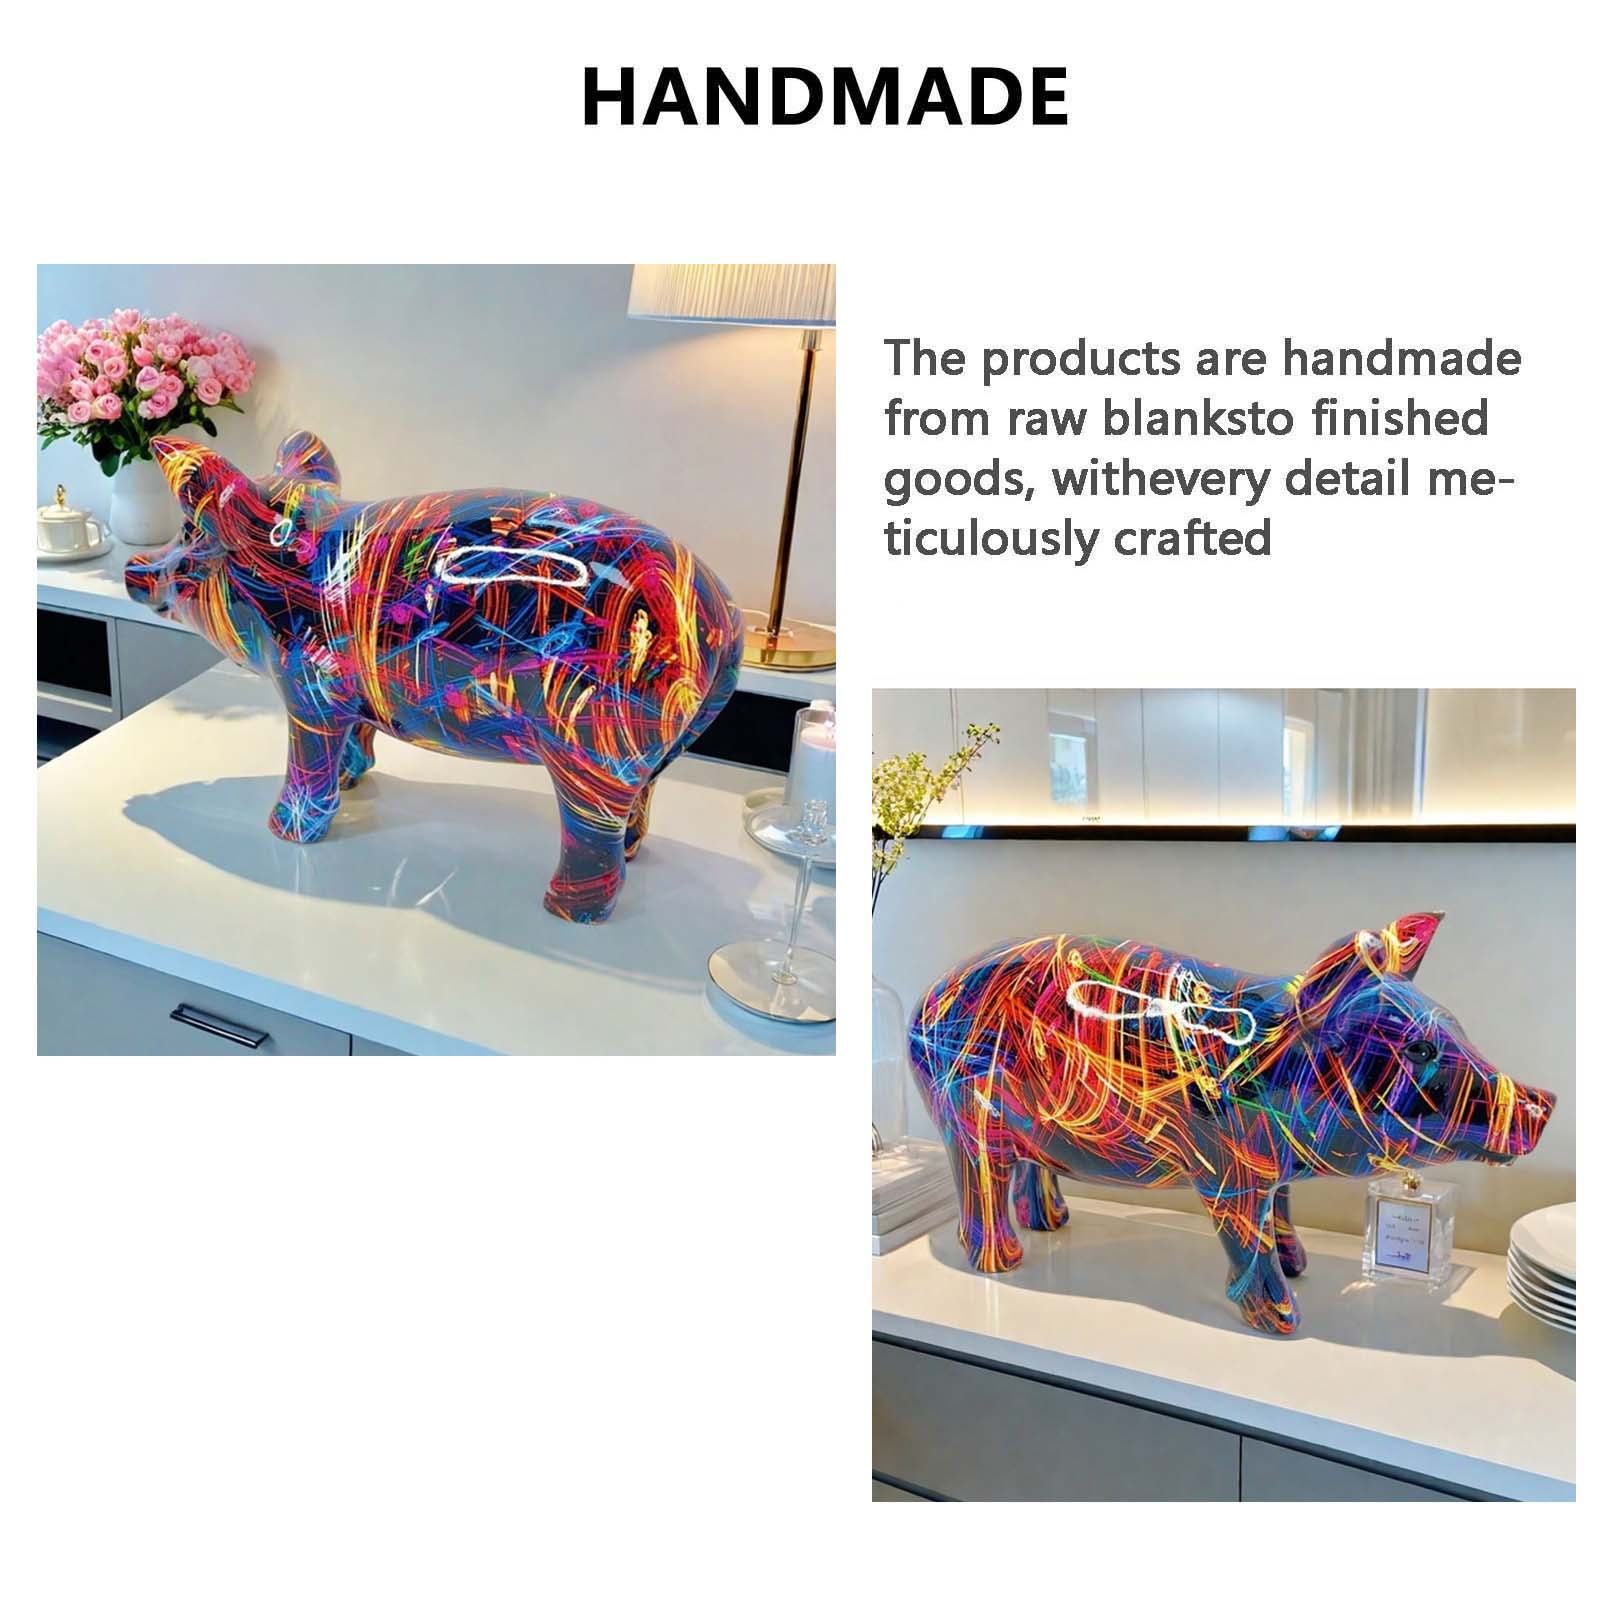 HANDMADE
The products are handmade
from raw blanksto finished
goods, withevery detail me-
ticulously crafted